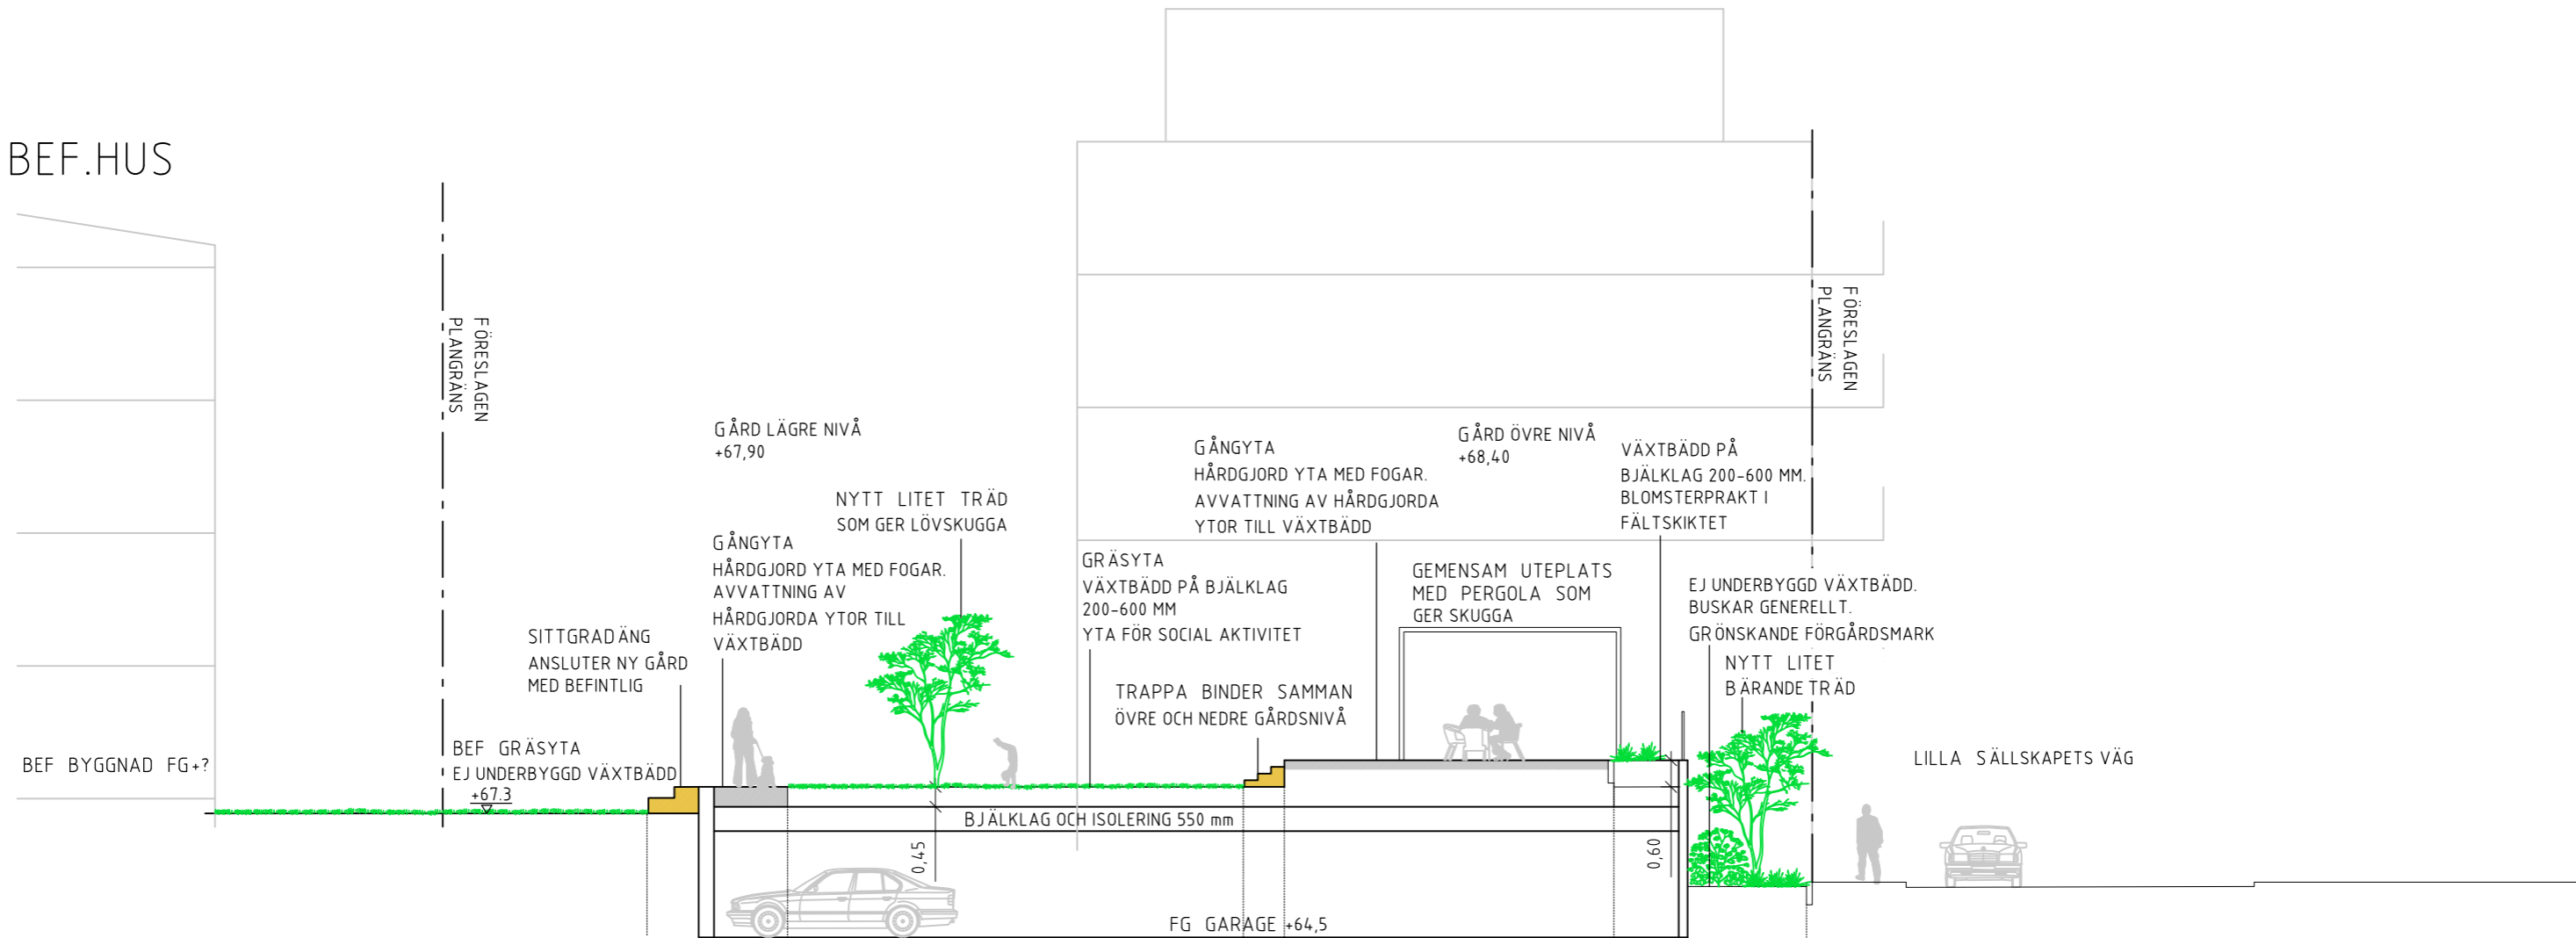 BEF.HUS
FÖRESLAGEN
PLANGRÄNS
FÖRESLAGEN
PLANGRÄNS
GÅRD LÄGRE NIVÅ
+67,90
GÅNGYTA
HÅRDGJORD YTA MED FOGAR.
AVVATTNING AV HÅRDGJORDA
YTOR TILL VÄXTBÄDD
GÅRD ÖVRE NIVÅ
+68,40
VÄXTBÄDD PÅ
BJÄLKLAG 200-600 MM.
BLOMSTERPRAKT I
FÄLTSKIKTET
NYTT LITET TRÄD
SOM GER LÖVSKUGGA
GÅNGYTA
HÅRDGJORD YTA MED FOGAR.
AVVATTNING AV
HÅRDGJORDA YTOR TILL
VÄXTBÄDD
GRÄSYTA
VÄXTBÄDD PÅ BJÄLKLAG
200-600 MM
YTA FÖR SOCIAL AKTIVITET
GEMENSAM UTEPLATS
MED PERGOLA SOM
GER SKUGGA
EJ UNDERBYGGD VÄXTBÄDD.
BUSKAR GENERELLT.
GRÖNSKANDE FÖRGÅRDSMARK
NYTT LITET
BÄRANDE TRÄD
SITTGRADÄNG
ANSLUTER NY GÅRD
MED BEFINTLIG
TRAPPA BINDER SAMMAN
ÖVRE OCH NEDRE GÅRDSNIVÅ
BEF BYGGNAD FG+?
BEF GRÄSYTA
EJ UNDERBYGGD VÄXTBÄDD
+67.3
LILLA SÄLLSKAPETS VÄG
BJÄLKLAG OCH ISOLERING 550 mm
0,45
0,60
FG GARAGE +64,5